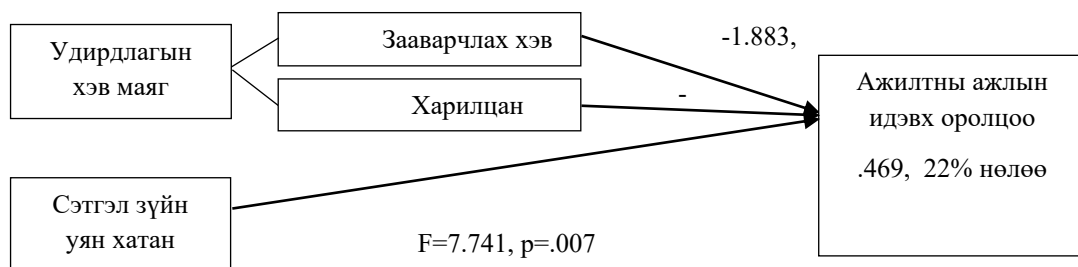 Удирдлагын
хэв маяг
Зааварчлах хэв
Харилцан
-1.883,
-
Ажилтны ажлын
идэвх оролцоо
.469, 22% нөлөө
Сэтгэл зүйн
уян хатан
F=7.741, p=.007